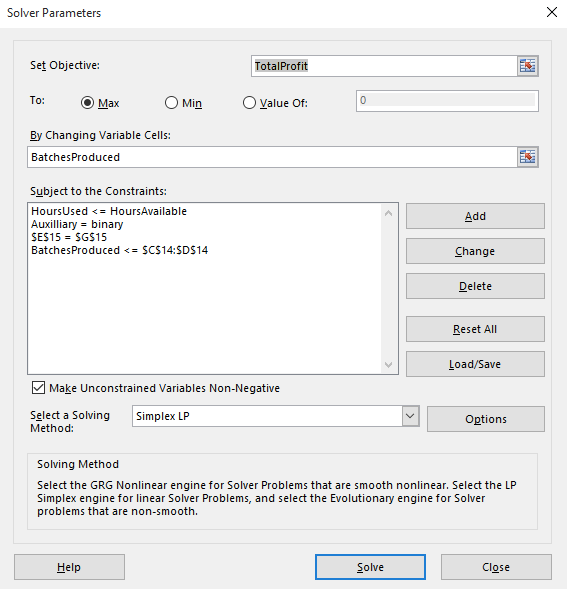 Solver Parameters
Set Objective:
TotalProfit
To:
Max
Min
Value Of:
0
By Changing Variable Cells:
BatchesProduced
Subject to the Constraints:
HoursUsed <= HoursAvailable
Auxilliary = binary
$E$15 = $G$15
BatchesProduced <= $C$14:$D$14
Add
Change
Delete
Reset All
Load/Save
Make Unconstrained Variables Non-Negative
Select a Solving
Method:
Simplex LP
Options
Solving Method
Select the GRG Nonlinear engine for Solver Problems that are smooth nonlinear. Select the LP
Simplex engine for linear Solver Problems, and select the Evolutionary engine for Solver
problems that are non-smooth.
Help
Solve
Close